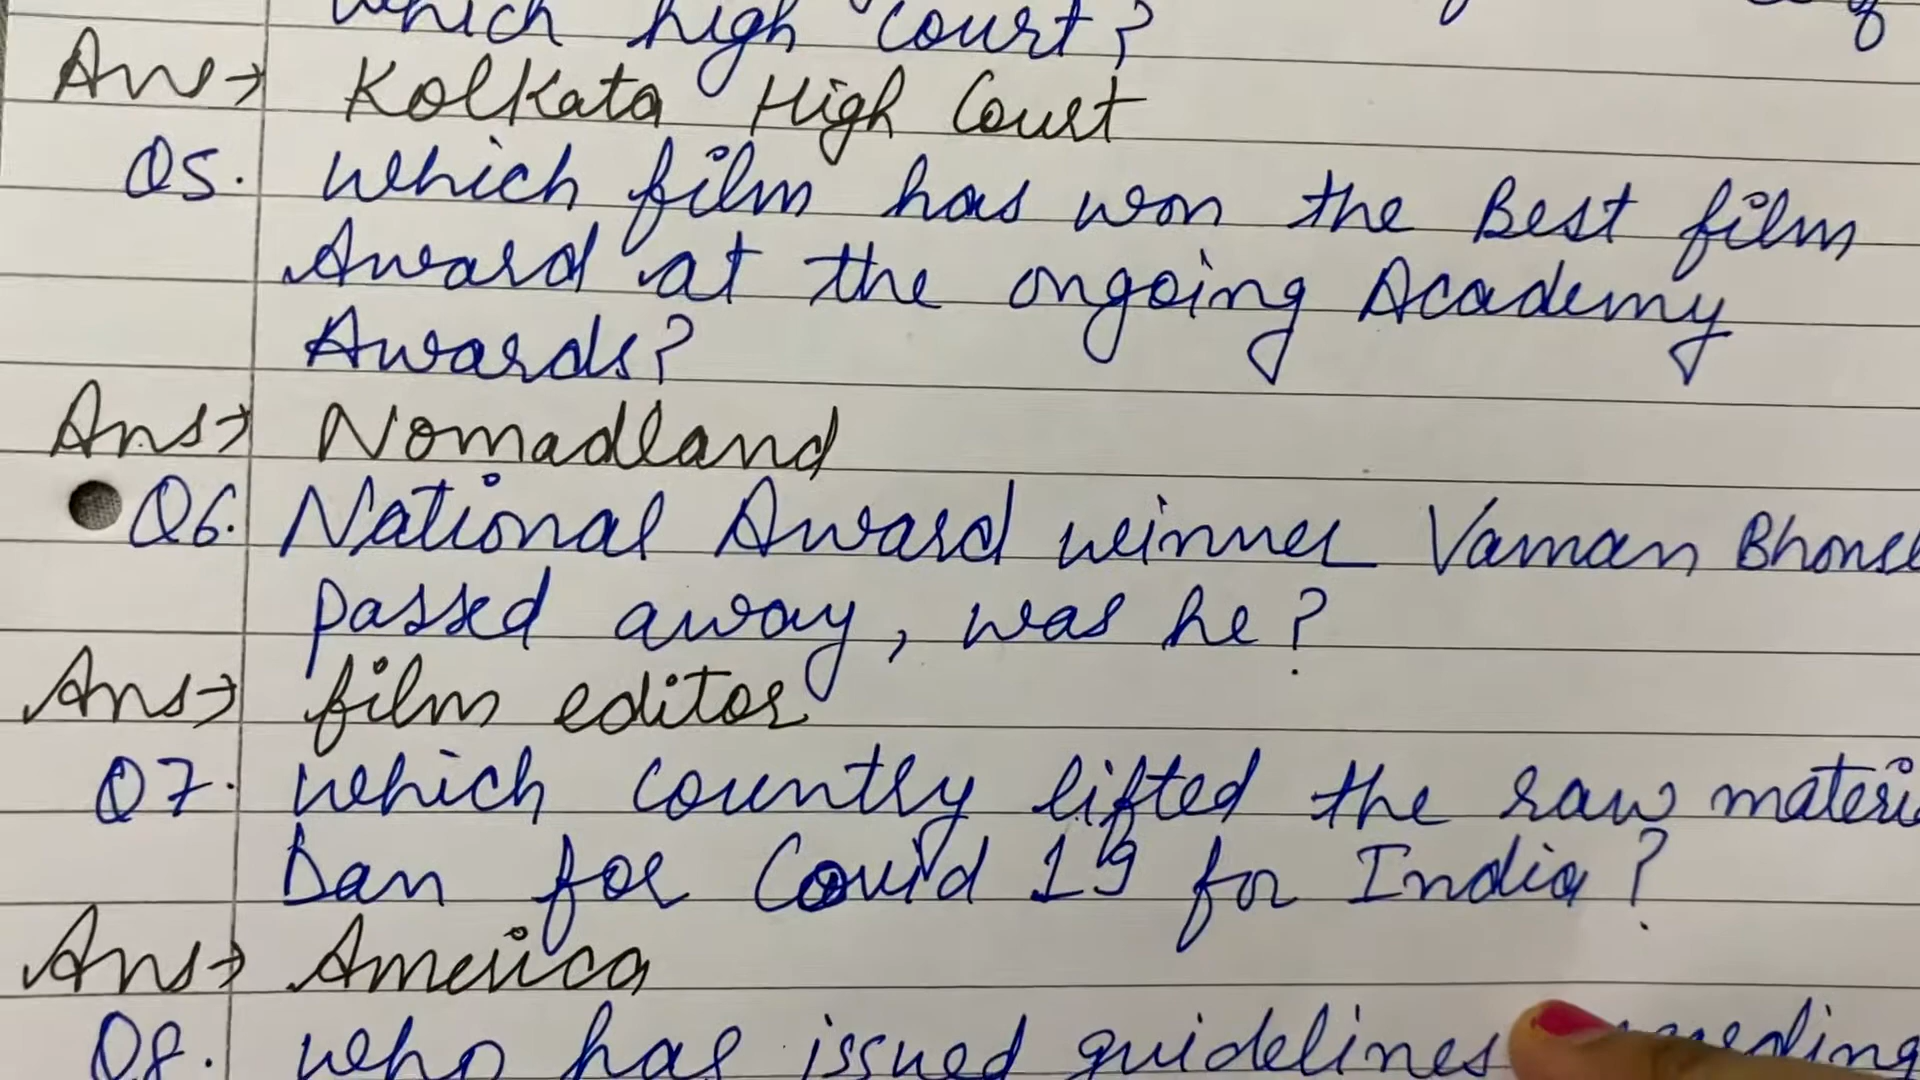 which high court?
Ans→ Kolkata High Court
Q5. which film has won the Best film
Award at the ongoing Academy
Awards?
Ans→ Nomadland
Q6. National Award winner Vaman Bhonsl
passed away, was he?
Ans→ film editor
Q7. which country lifted the raw materi
ban for Covid 19 for India?
Ans→ America
Q8. who has issued guidelines